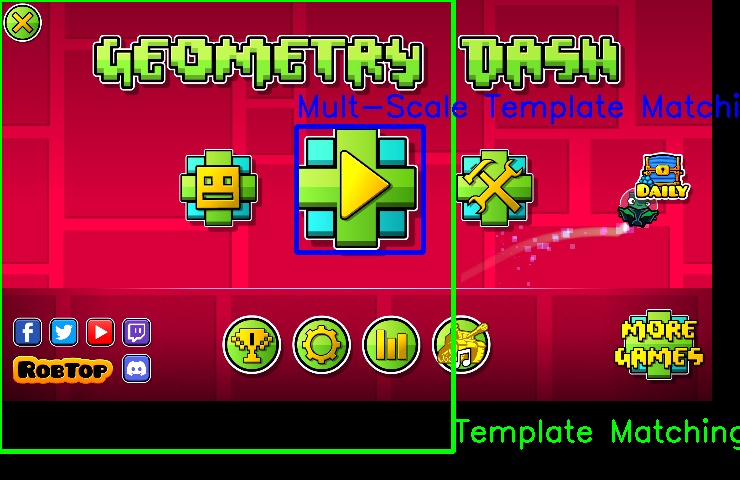 GEOMETRY DASH
Mult-Scale Template Matchi
DAILY
RobTop
MORE
GAMES
Template Matching